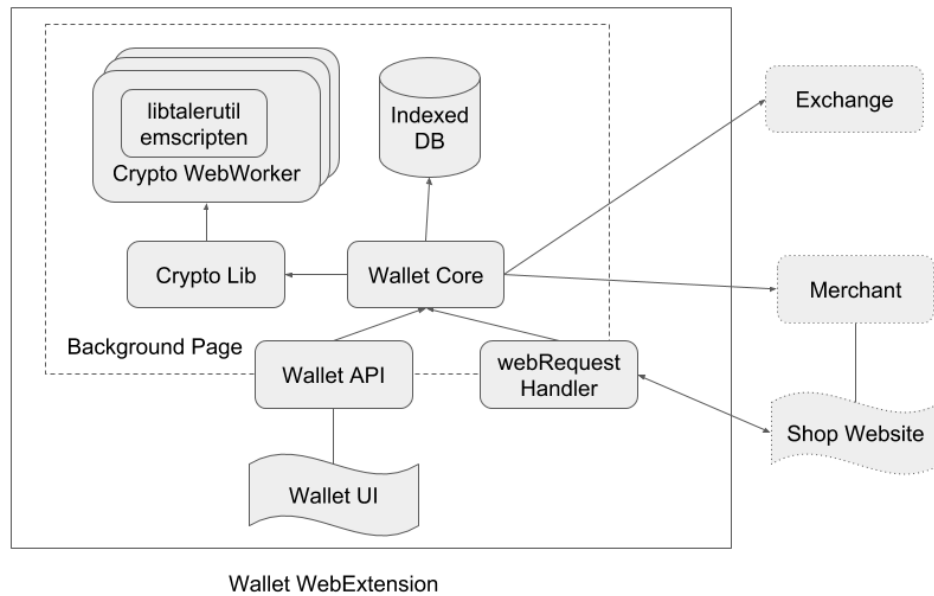 libtalerutil
emscripten
Crypto WebWorker
Indexed
DB
Exchange
Crypto Lib
Wallet Core
Merchant
Background Page
Wallet API
webRequest
Handler
Shop Website
Wallet UI
Wallet WebExtension